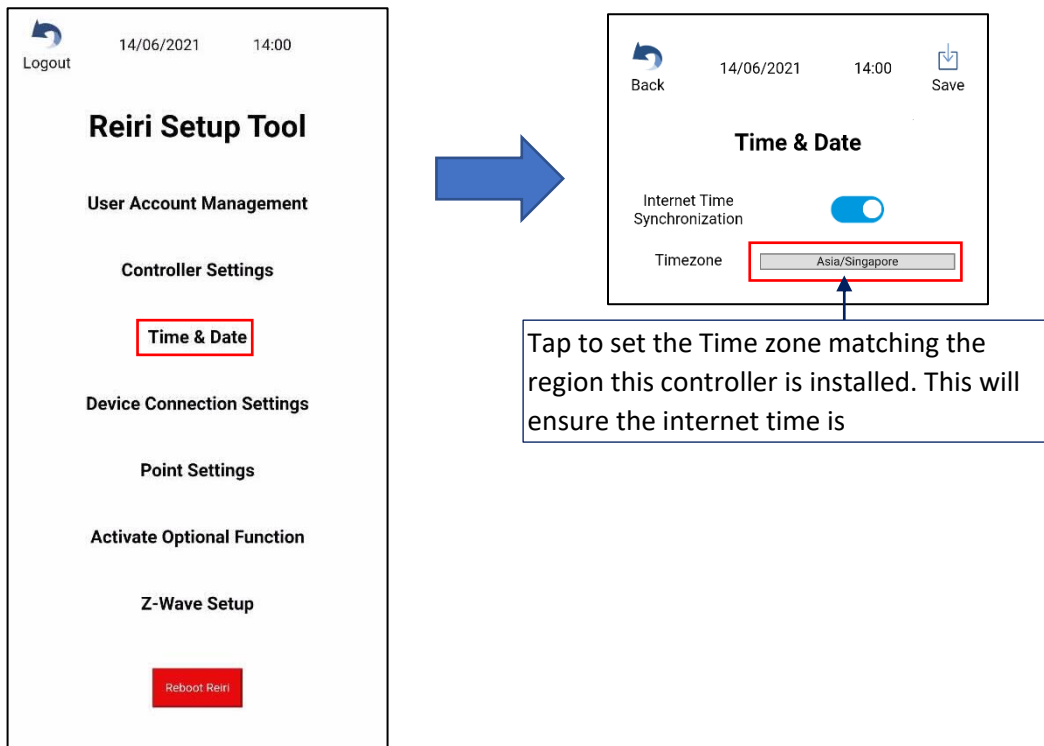 14/06/2021 14:00
Logout
Reiri Setup Tool
User Account Management
Controller Settings
Time & Date
Device Connection Settings
Point Settings
Activate Optional Function
Z-Wave Setup
Reboot Reiri
14/06/2021 14:00
Back Save
Time & Date
Internet Time
Synchronization
Timezone Asia/Singapore
Tap to set the Time zone matching the
region this controller is installed. This will
ensure the internet time is